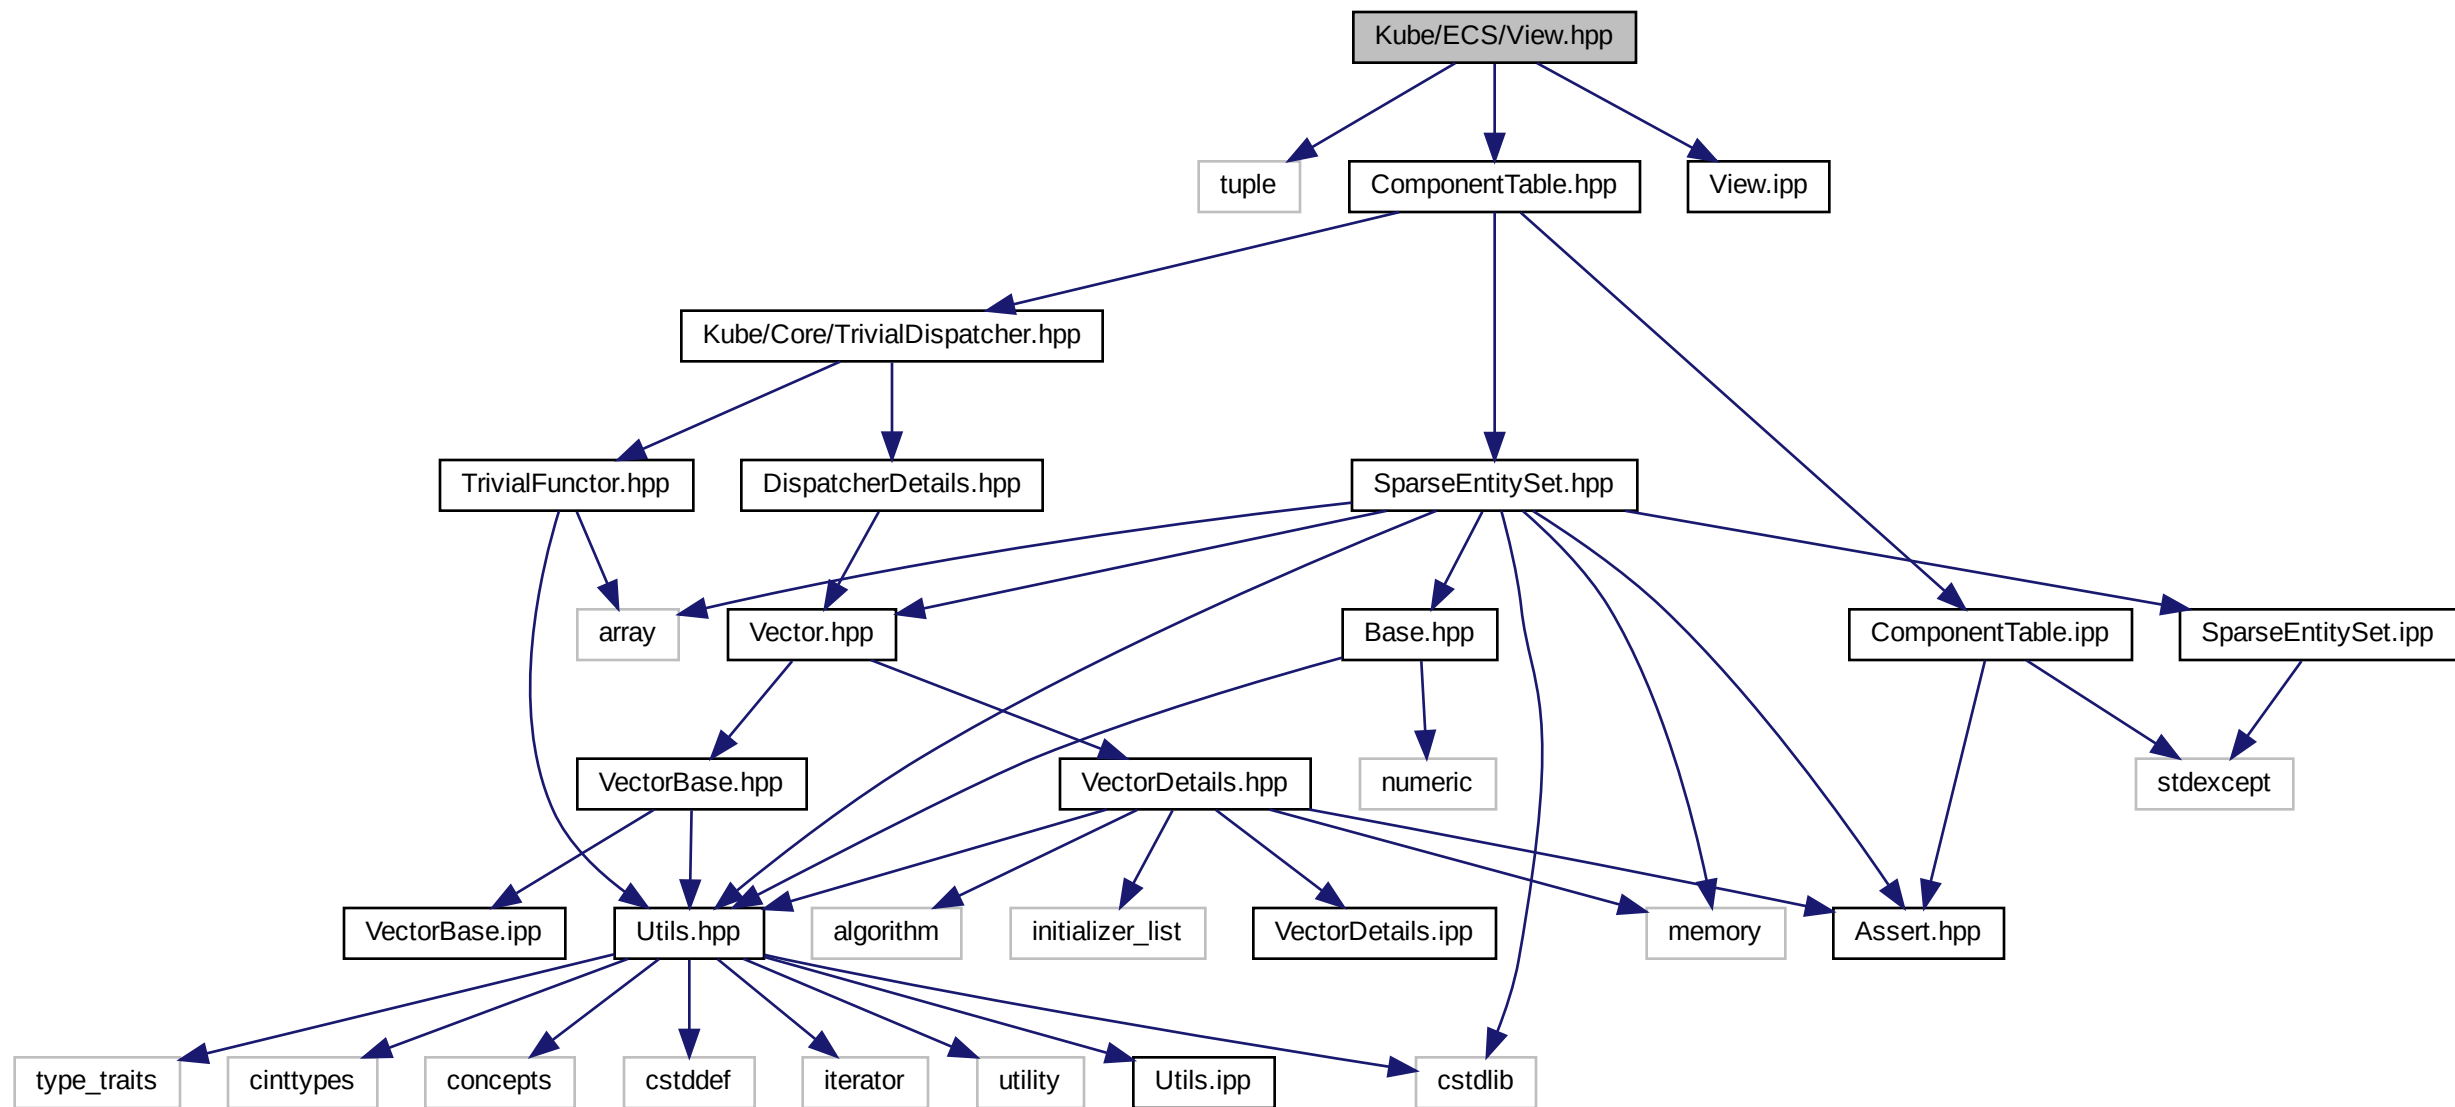 Kube/ECS/View.hpp
tuple
ComponentTable.hpp
View.ipp
Kube/Core/TrivialDispatcher.hpp
TrivialFunctor.hpp
DispatcherDetails.hpp
SparseEntitySet.hpp
array
Vector.hpp
Base.hpp
ComponentTable.ipp
SparseEntitySet.ipp
VectorBase.hpp
VectorDetails.hpp
numeric
stdexcept
VectorBase.ipp
Utils.hpp
algorithm
initializer_list
VectorDetails.ipp
memory
Assert.hpp
type_traits
cinttypes
concepts
cstddef
iterator
utility
Utils.ipp
cstdlib